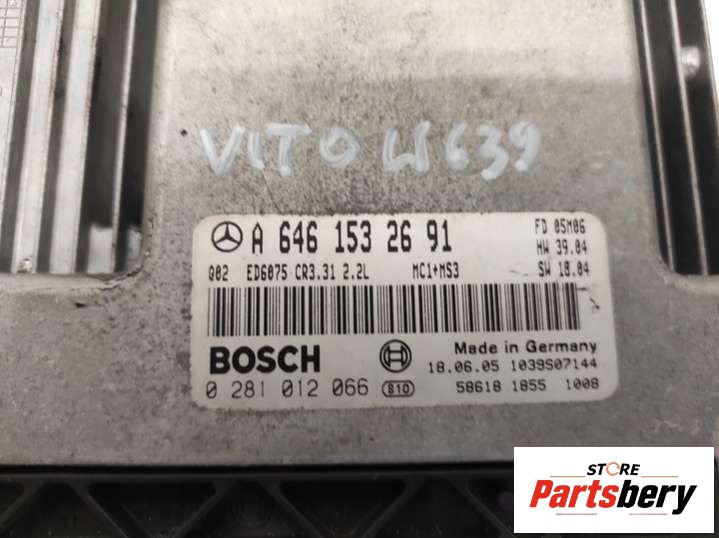 VITO W639
A 646 153 26 91
FD 05M06
HW 39.04
Q02 ED6075 CR3.31 2.2L MC1+MS3 SW 18.04
BOSCH
Made in Germany
18.06.05 1039S07144
0 281 012 066 810 58618 1855 1008
STORE
Partsbery